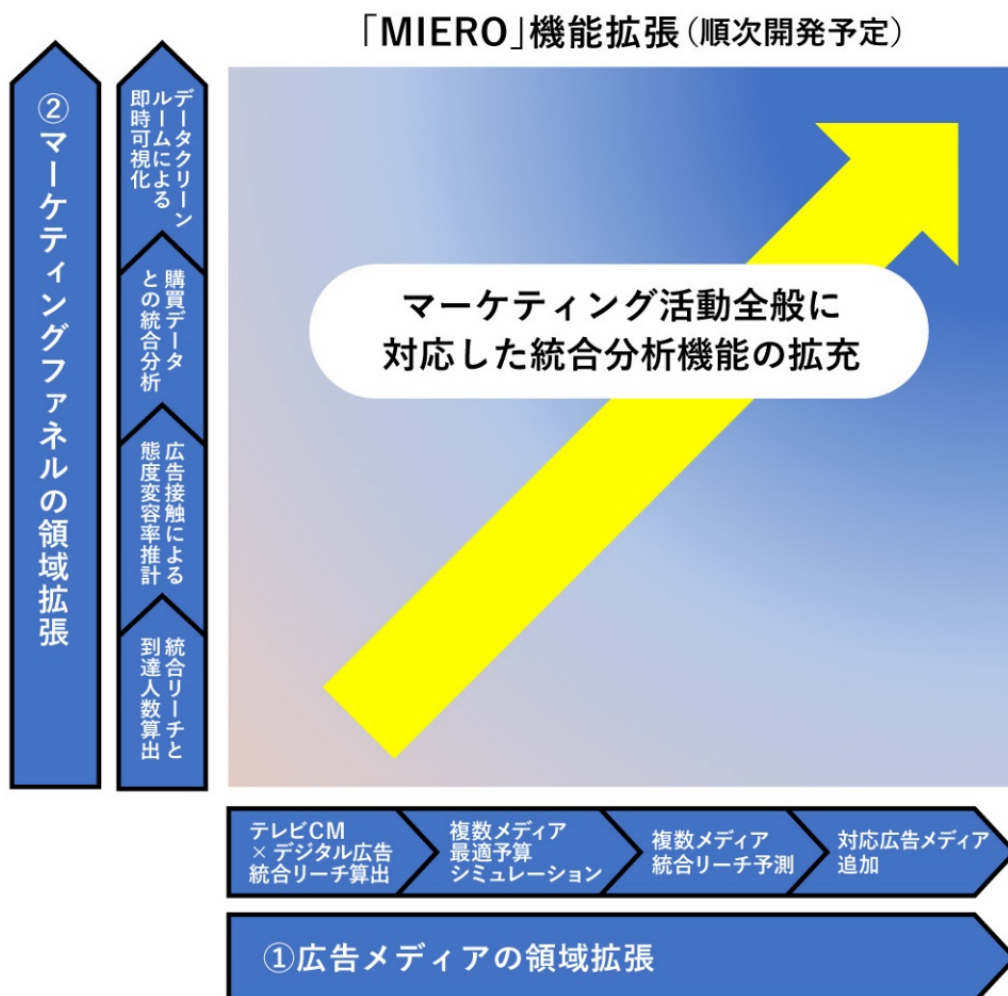 「MIERO」機能拡張（順次開発予定）
②マーケティングファネルの領域拡張
データクリーン
ルームによる
即時可視化
購買データ
との統合分析
広告接触による
態度変容率推計
統合リーチと
到達人数算出
マーケティング活動全般に
対応した統合分析機能の拡充
テレビCM
×デジタル広告
統合リーチ算出
複数メディア
最適予算
シミュレーション
複数メディア
統合リーチ予測
対応広告メディア
追加
①広告メディアの領域拡張